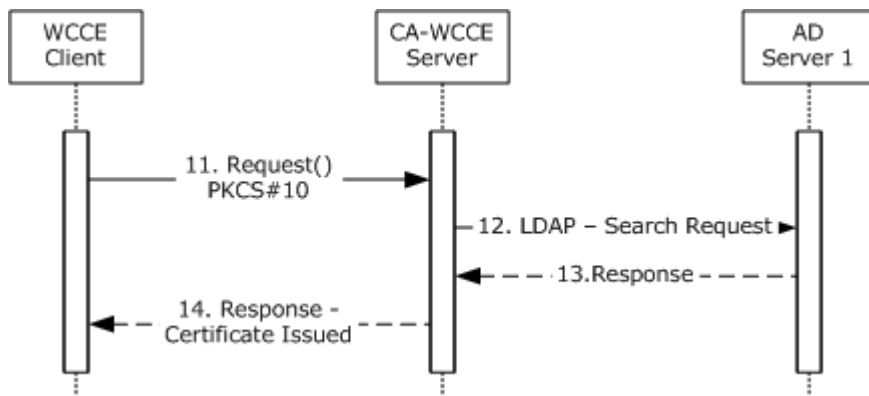 WCCE
Client
CA-WCCE
Server
AD
Server 1
11. Request()
PKCS#10
12. LDAP – Search Request
13.Response
14. Response -
Certificate Issued